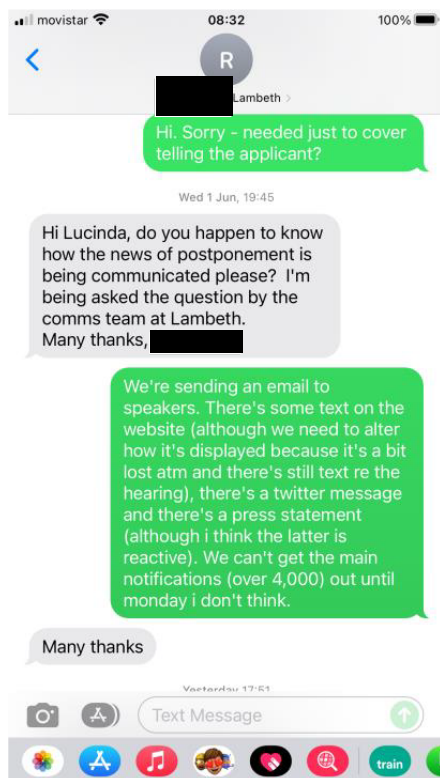 movistar 08:32 100%
R
Lambeth >
Hi. Sorry - needed just to cover
telling the applicant?
Wed 1 Jun, 19:45
Hi Lucinda, do you happen to know
how the news of postponement is
being communicated please? I'm
being asked the question by the
comms team at Lambeth.
Many thanks,
We're sending an email to
speakers. There's some text on the
website (although we need to alter
how it's displayed because it's a bit
lost atm and there's still text re the
hearing), there's a twitter message
and there's a press statement
(although i think the latter is
reactive). We can't get the main
notifications (over 4,000) out until
monday i don't think.
Many thanks
Yesterday 17:51
Text Message
train